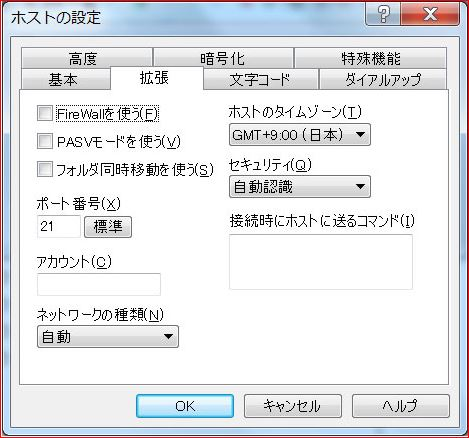 ホストの設定
高度
暗号化
特殊機能
基本
拡張
文字コード
ダイアルアップ
FireWallを使う(F)
PASVモードを使う(V)
フォルダ同時移動を使う(S)
ポート番号(X)
21
標準
アカウント(C)
ネットワークの種類(N)
自動
ホストのタイムゾーン(T)
GMT+9:00 (日本)
セキュリティ(Q)
自動認識
接続時にホストに送るコマンド(I)
OK
キャンセル
ヘルプ